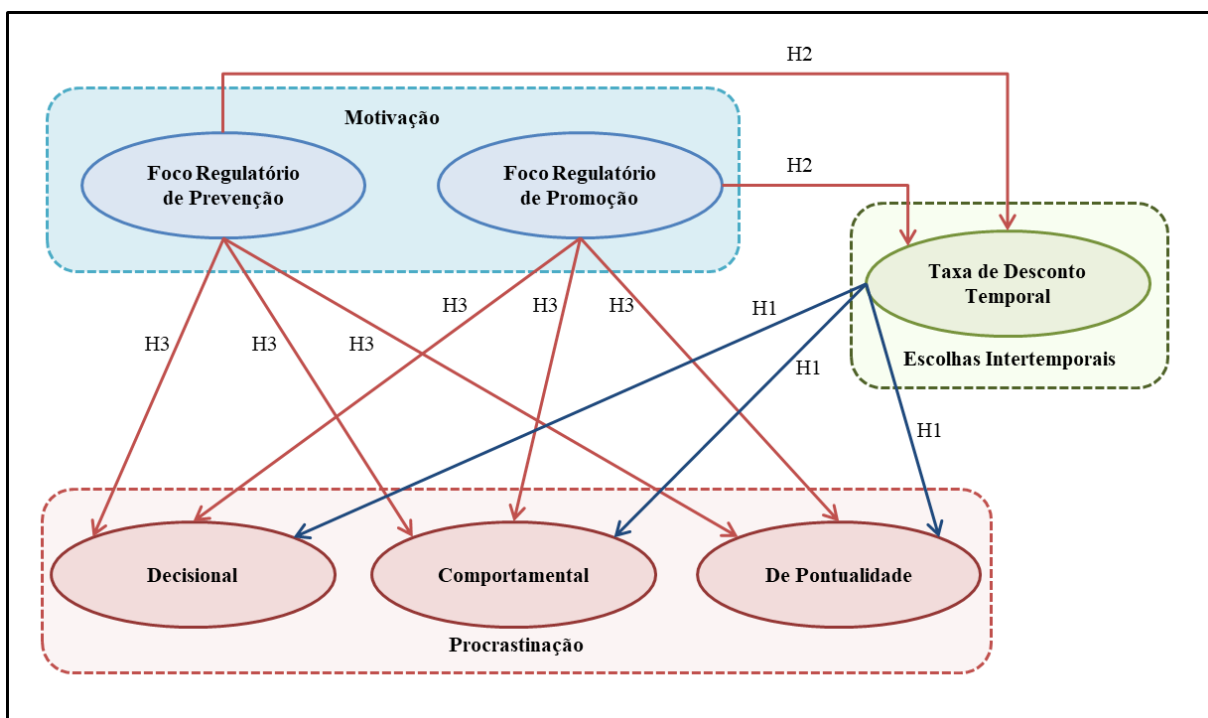 H2
Motivação
Foco Regulatório
de Prevenção
Foco Regulatório
de Promoção
H2
Taxa de Desconto
Temporal
Escolhas Intertemporais
H3
H3
H3
H3
H3
H3
H1
H1
H1
Decisional
Comportamental
De Pontualidade
Procrastinação